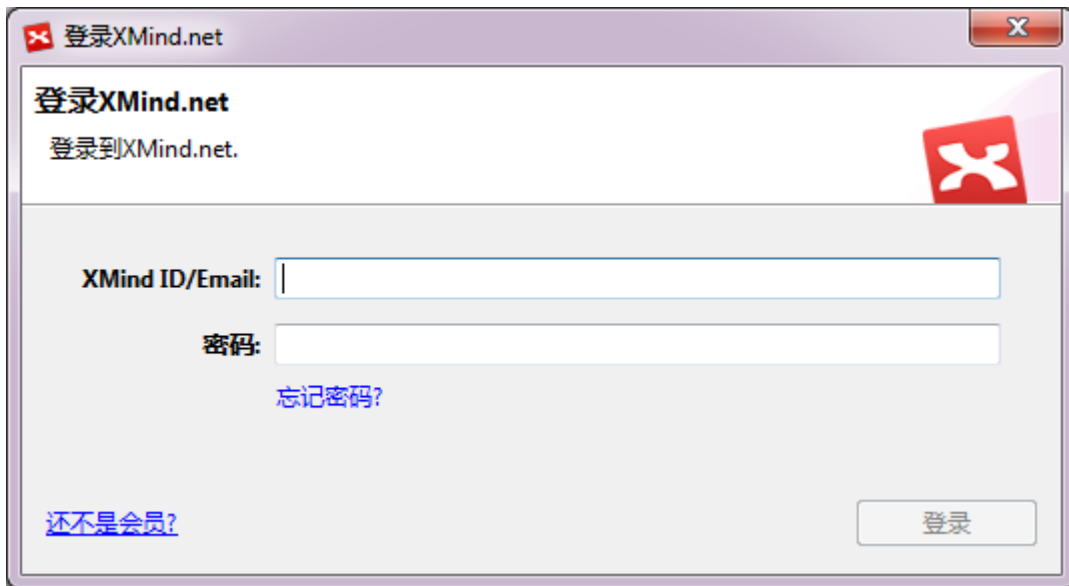 登录XMind.net
登录XMind.net
登录到XMind.net.
XMind ID/Email:
密码:
忘记密码?
还不是会员?
登录